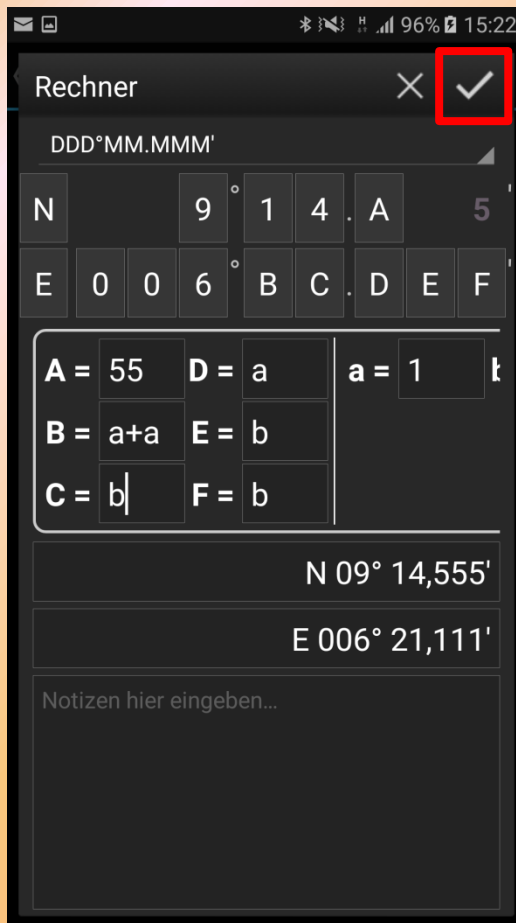 H 96% 15:22
Rechner
DDD°MM.MMM'
N 9 ° 1 4 . A 5 '
E 0 0 6 ° B C . D E F '
A = 55 D = a a = 1 b
B = a+a E = b
C = b F = b
N 09° 14,555'
E 006° 21,111'
Notizen hier eingeben...